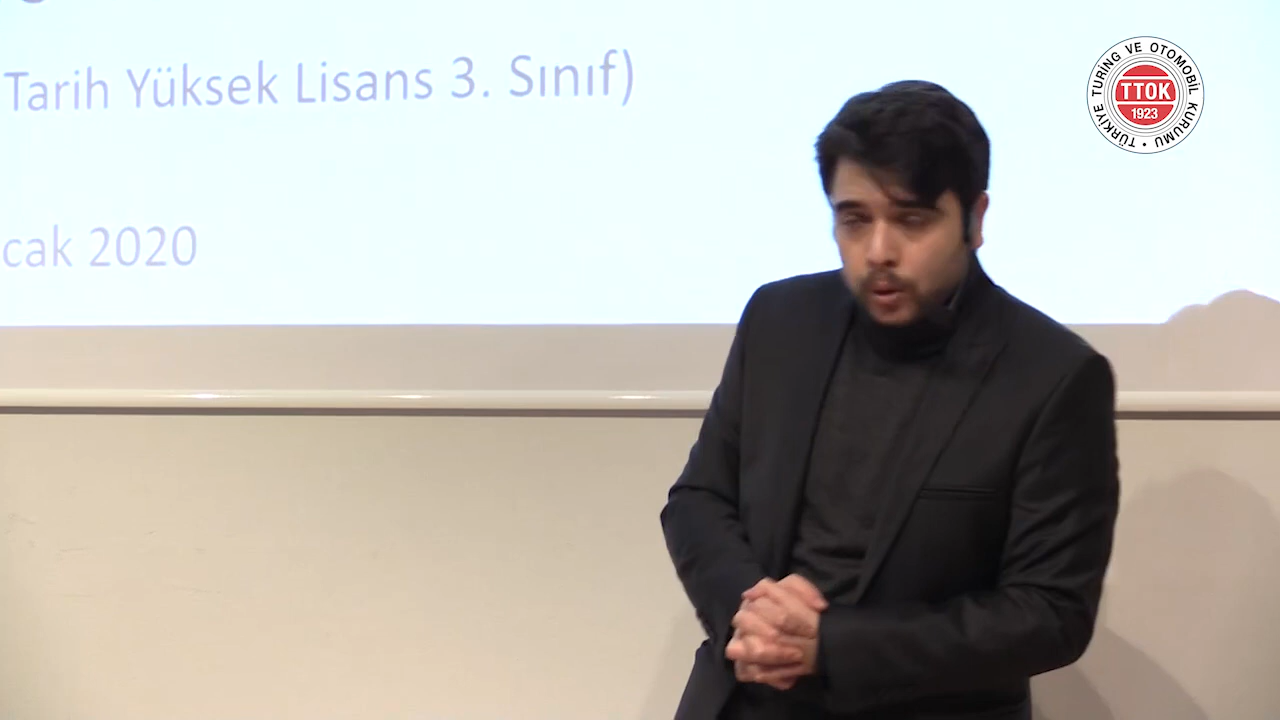 Tarih Yüksek Lisans 3. Sınıf)
cak 2020
TÜRKİYE TURİNG VE OTOMOBİL KURUMU •
TTOK
1923